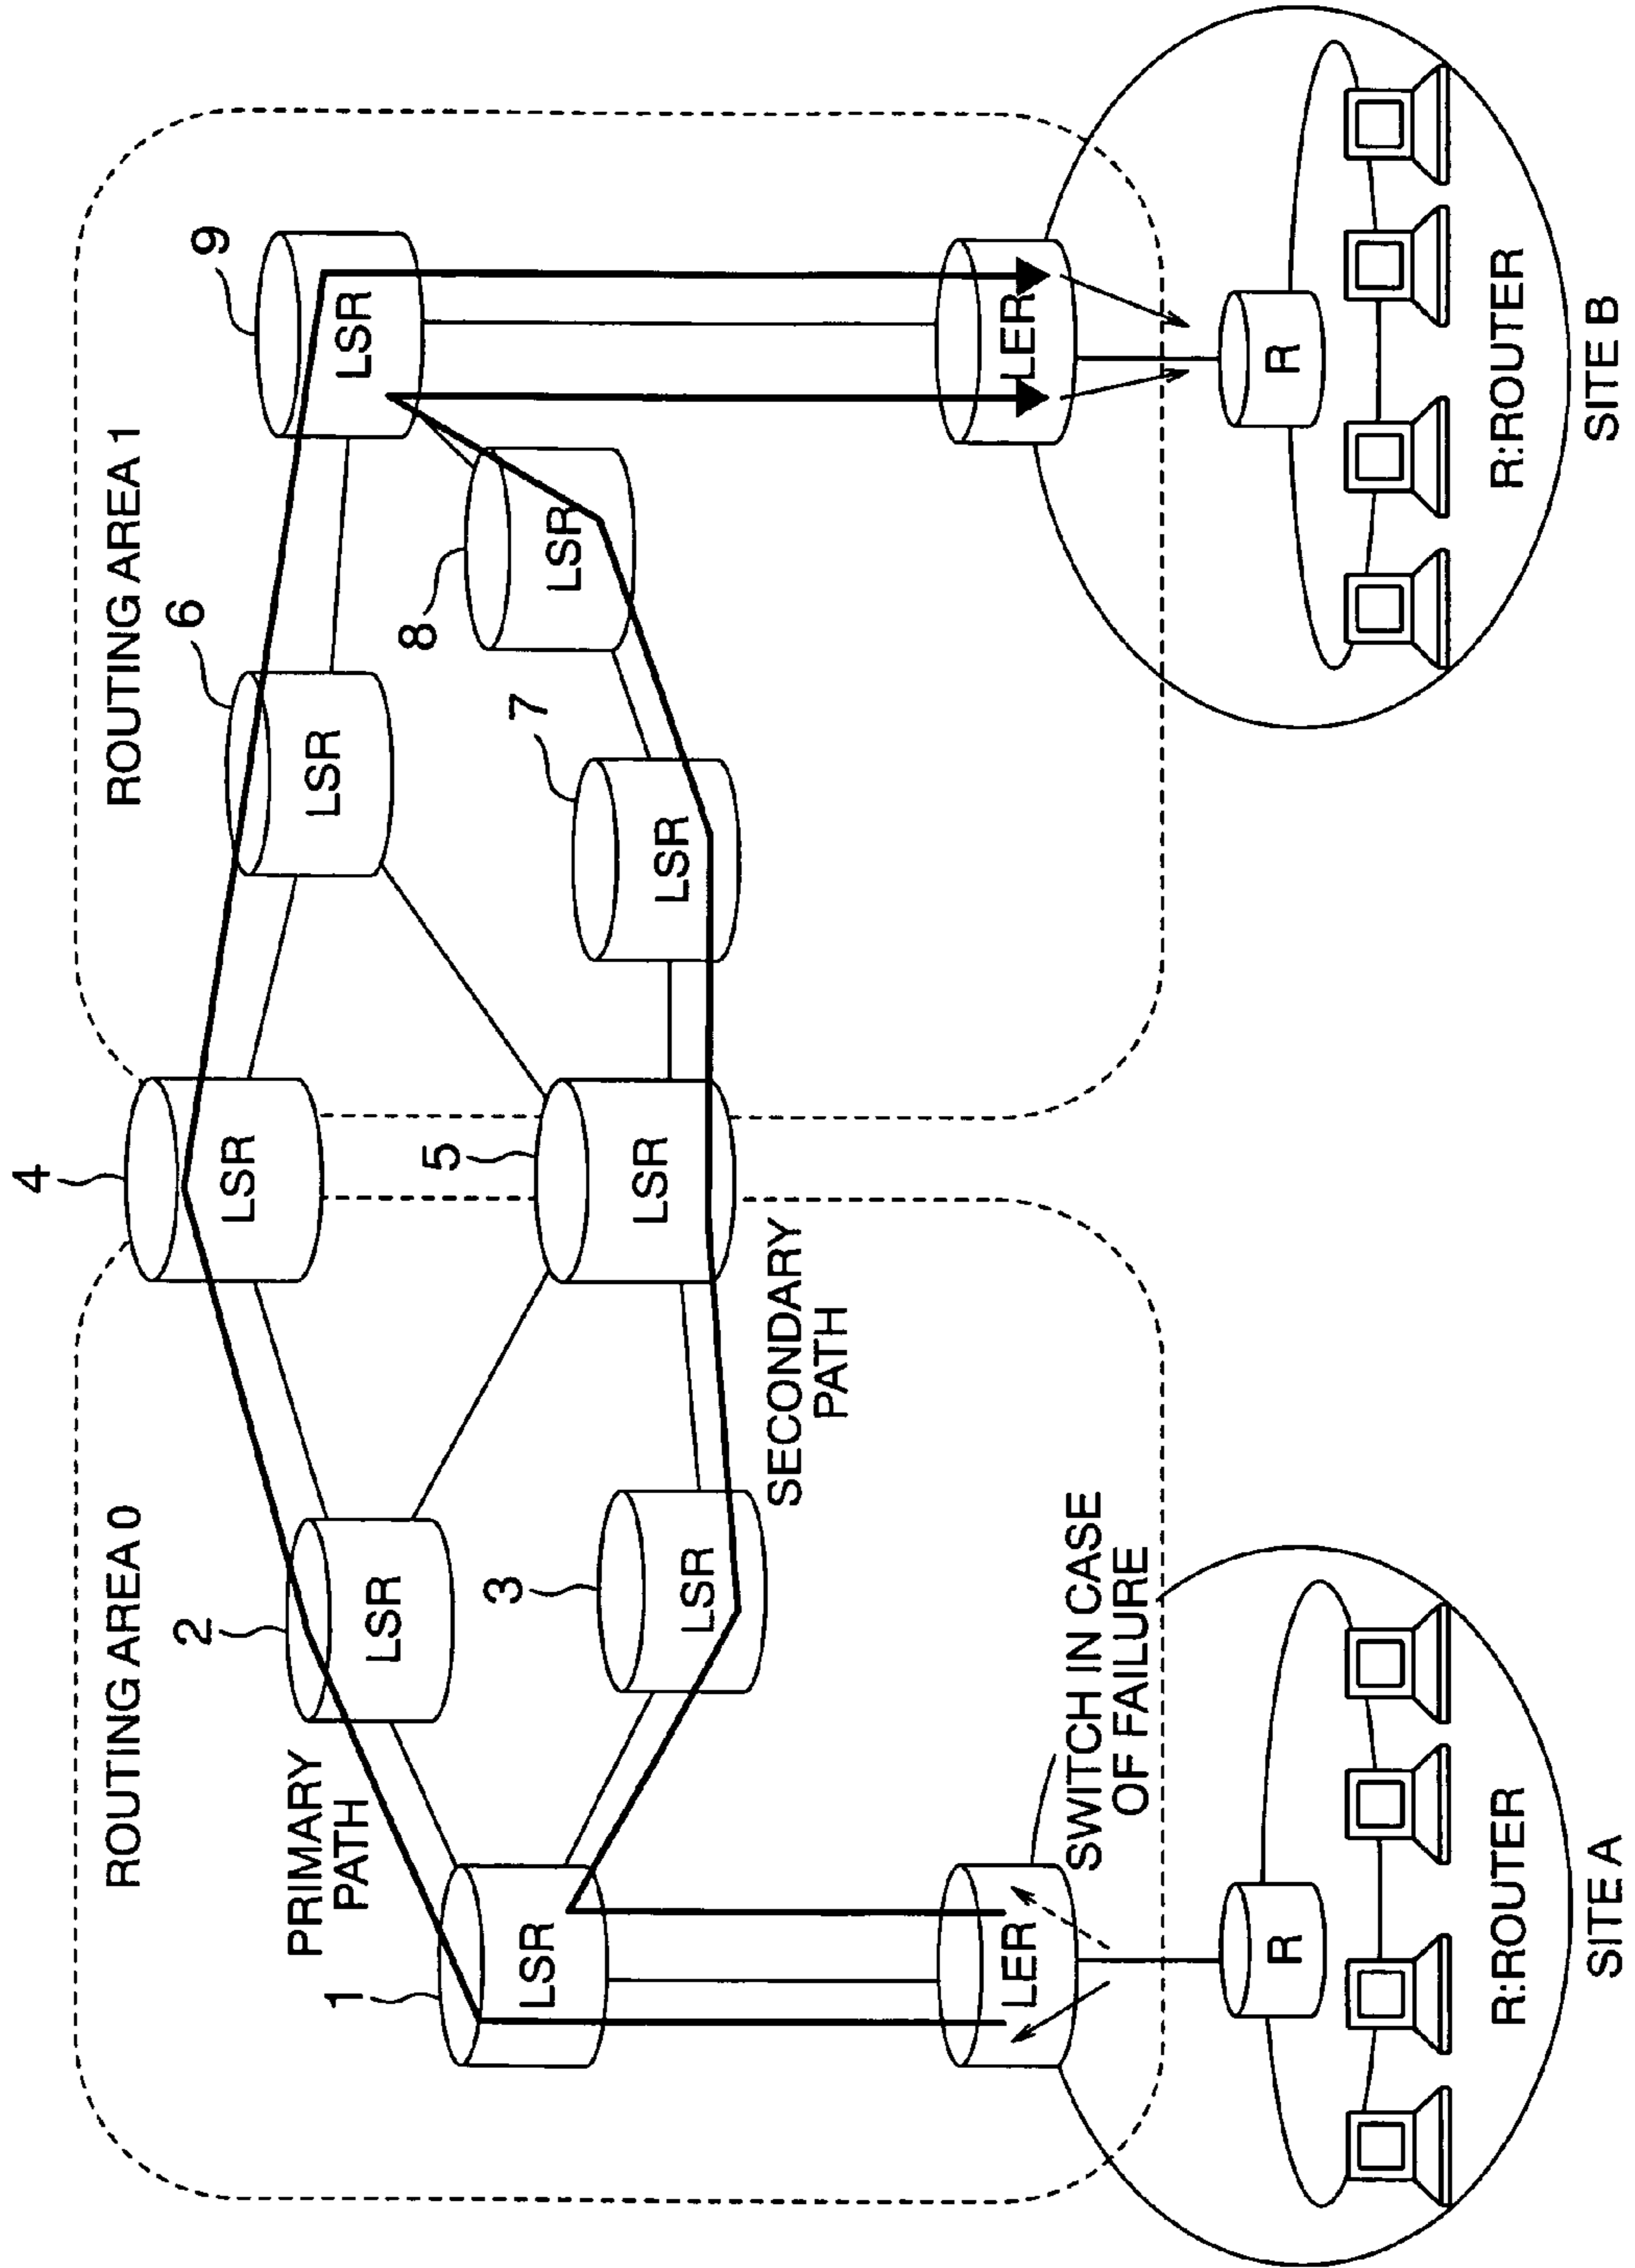 ROUTING AREA 0
ROUTING AREA 1
4
9
6
2
LSR
LSR
LSR
LSR
PRIMARY
PATH
1
LSR
3
LSR
5
LSR
7
LSR
8
LSR
SECONDARY
PATH
LER
SWITCH IN CASE
OF FAILURE
LER
R
R
R:ROUTER
R:ROUTER
SITE A
SITE B